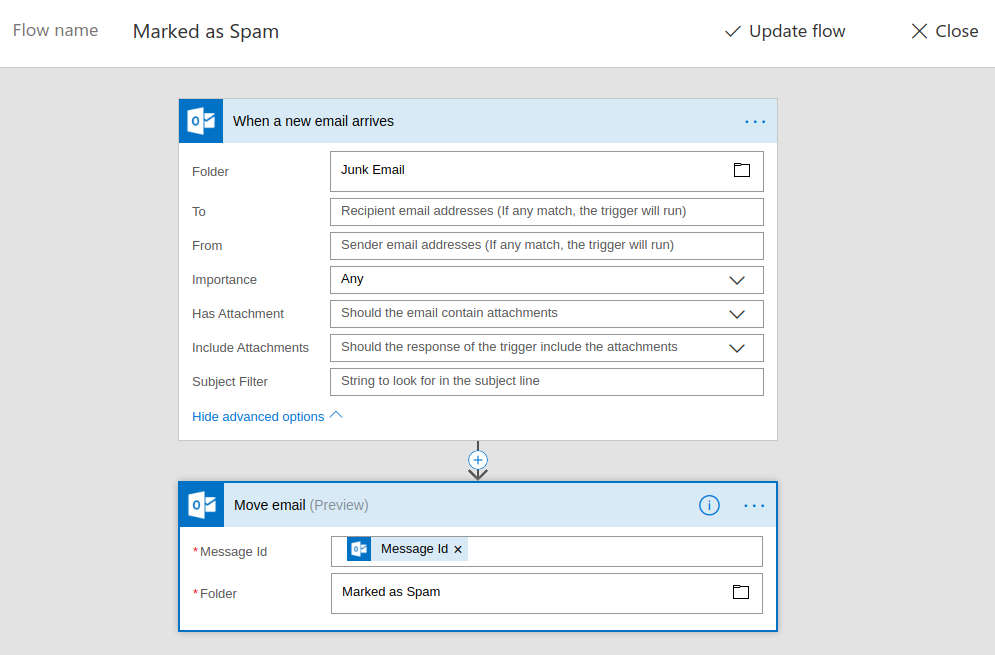 Flow name Marked as Spam Update flow Close
When a new email arrives
Folder Junk Email
To Recipient email addresses (If any match, the trigger will run)
From Sender email addresses (If any match, the trigger will run)
Importance Any
Has Attachment Should the email contain attachments
Include Attachments Should the response of the trigger include the attachments
Subject Filter String to look for in the subject line
Hide advanced options
Move email (Preview)
*Message Id Message Id ×
*Folder Marked as Spam